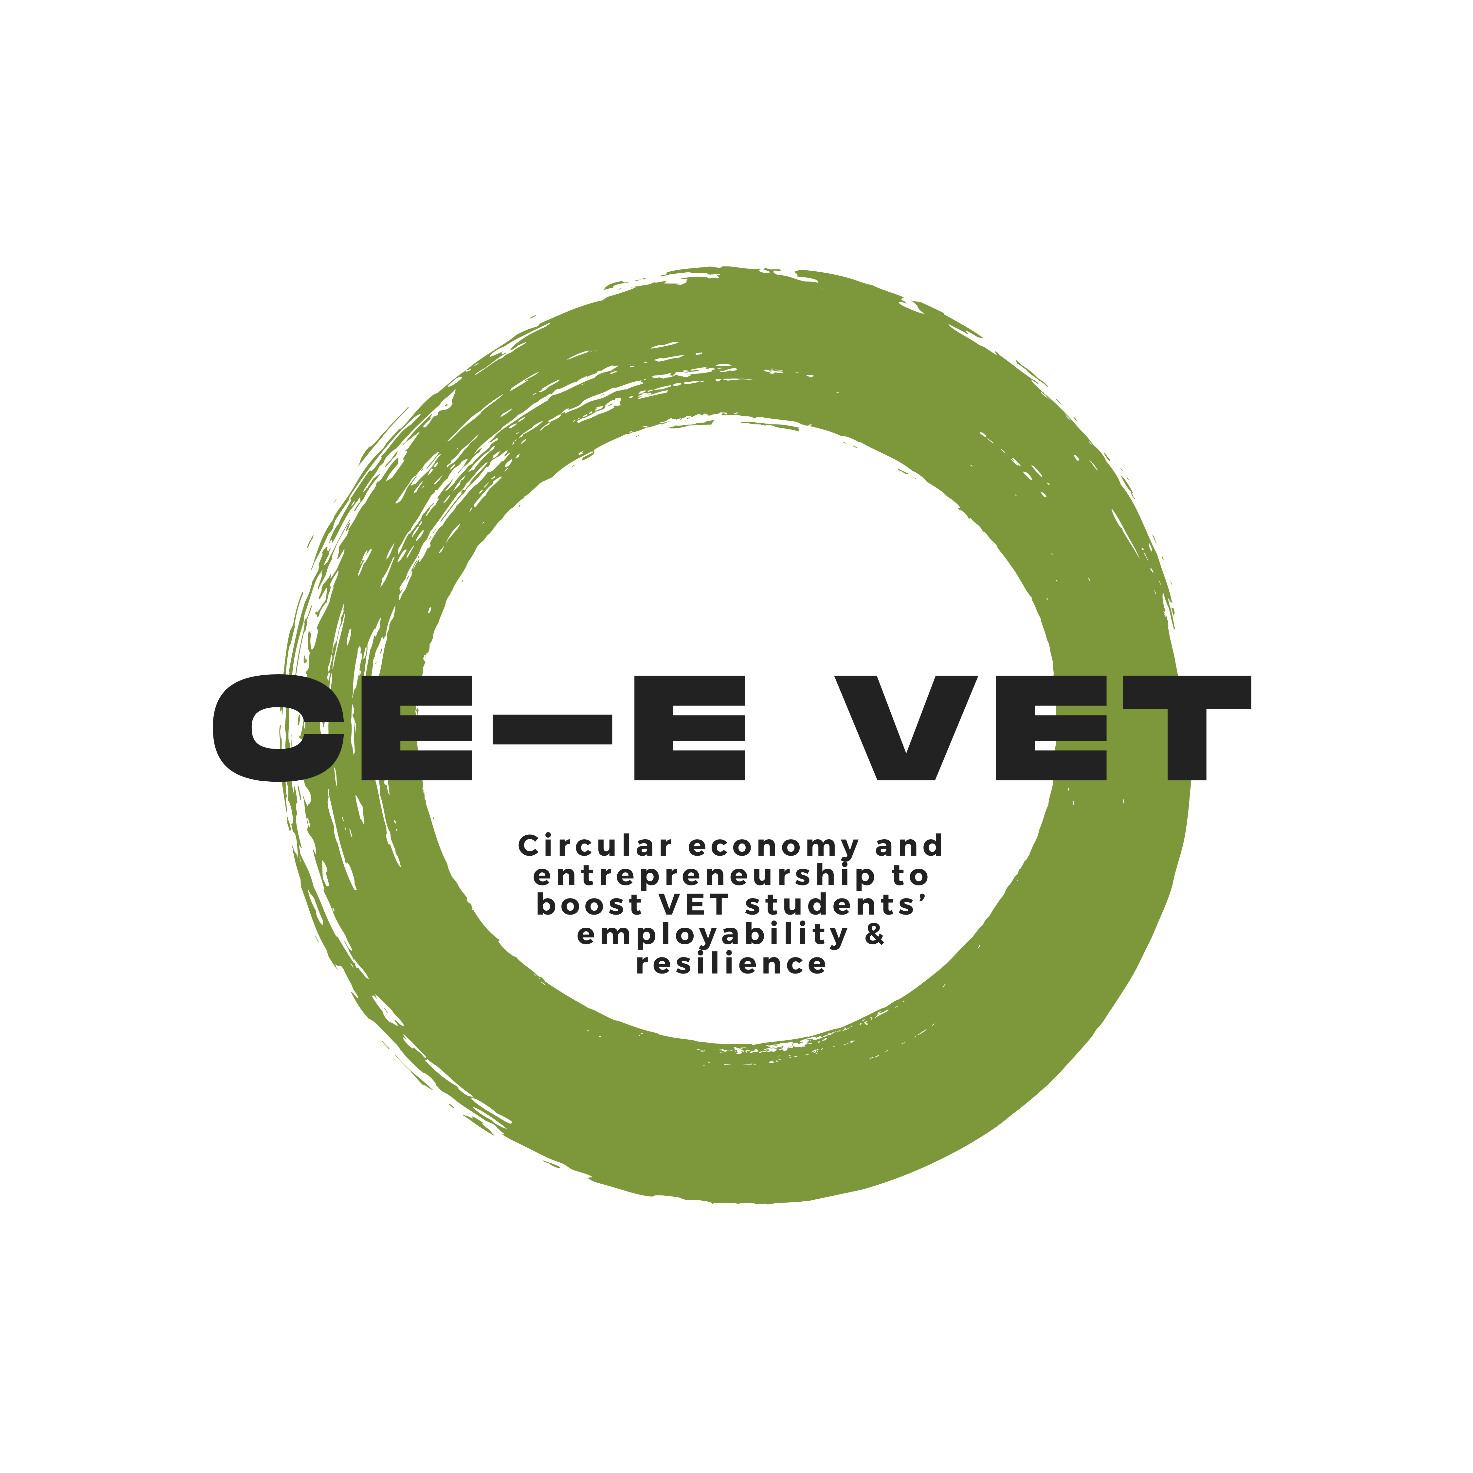 CE–E VET
Circular economy and
entrepreneurship to
boost VET students’
employability &
resilience